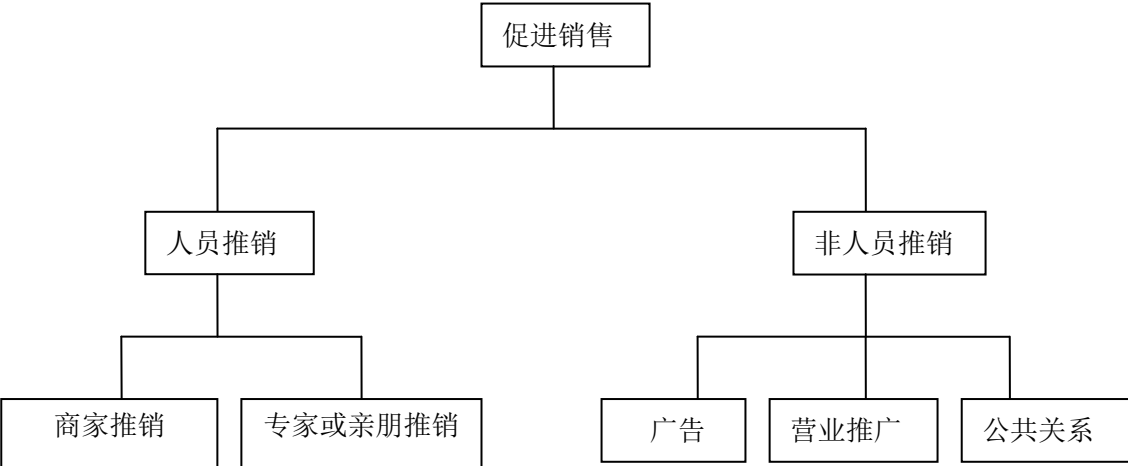 促进销售
人员推销
非人员推销
商家推销
专家或亲朋推销
广告
营业推广
公共关系